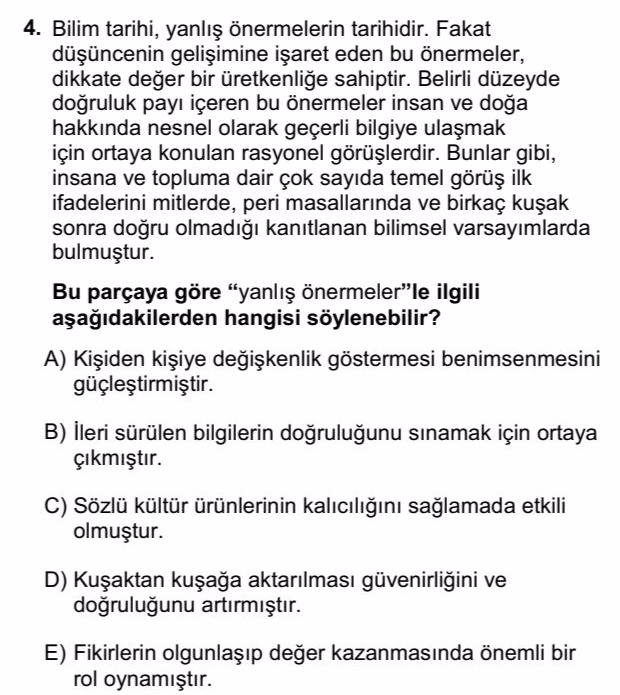 4. Bilim tarihi, yanlış önermelerin tarihidir. Fakat
düşüncenin gelişimine işaret eden bu önermeler,
dikkate değer bir üretkenliğe sahiptir. Belirli düzeyde
doğruluk payı içeren bu önermeler insan ve doğa
hakkında nesnel olarak geçerli bilgiye ulaşmak
için ortaya konulan rasyonel görüşlerdir. Bunlar gibi,
insana ve topluma dair çok sayıda temel görüş ilk
ifadelerini mitlerde, peri masallarında ve birkaç kuşak
sonra doğru olmadığı kanıtlanan bilimsel varsayımlarda
bulmuştur.
Bu parçaya göre “yanlış önermeler”le ilgili
aşağıdakilerden hangisi söylenebilir?
A) Kişiden kişiye değişkenlik göstermesi benimsenmesini
güçleştirmiştir.
B) İleri sürülen bilgilerin doğruluğunu sınamak için ortaya
çıkmıştır.
C) Sözlü kültür ürünlerinin kalıcılığını sağlamada etkili
olmuştur.
D) Kuşaktan kuşağa aktarılması güvenirliğini ve
doğruluğunu artırmıştır.
E) Fikirlerin olgunlaşıp değer kazanmasında önemli bir
rol oynamıştır.